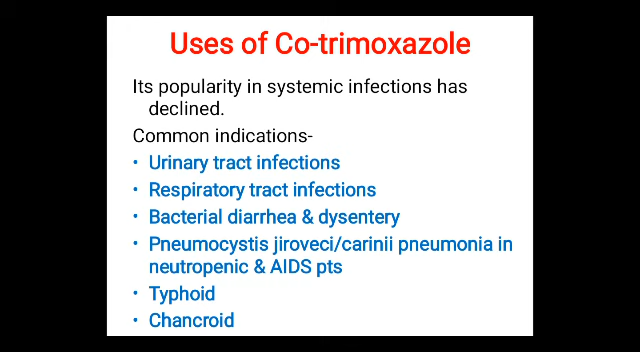 Uses of Co-trimoxazole
Its popularity in systemic infections has
declined.
Common indications-
• Urinary tract infections
• Respiratory tract infections
• Bacterial diarrhea & dysentery
• Pneumocystis jiroveci/carinii pneumonia in
neutropenic & AIDS pts
• Typhoid
• Chancroid